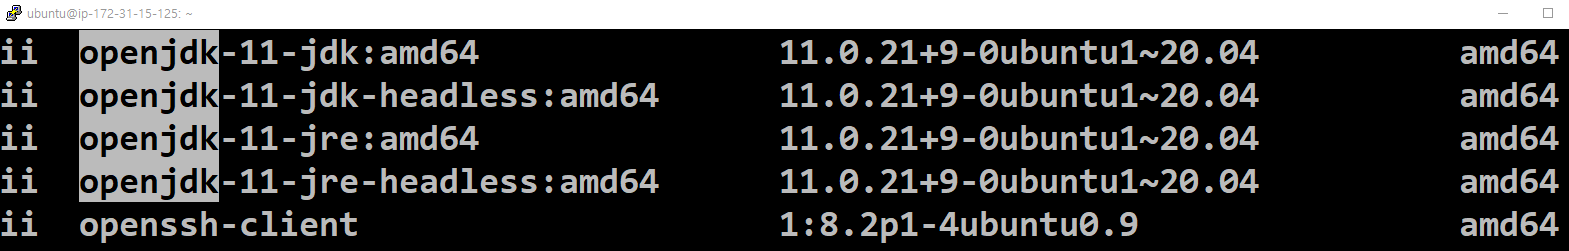 ubuntu@ip-172-31-15-125: ~
ii openjdk-11-jdk:amd64 11.0.21+9-0ubuntu1~20.04 amd64
ii openjdk-11-jdk-headless:amd64 11.0.21+9-0ubuntu1~20.04 amd64
ii openjdk-11-jre:amd64 11.0.21+9-0ubuntu1~20.04 amd64
ii openjdk-11-jre-headless:amd64 11.0.21+9-0ubuntu1~20.04 amd64
ii openssh-client 1:8.2p1-4ubuntu0.9 amd64